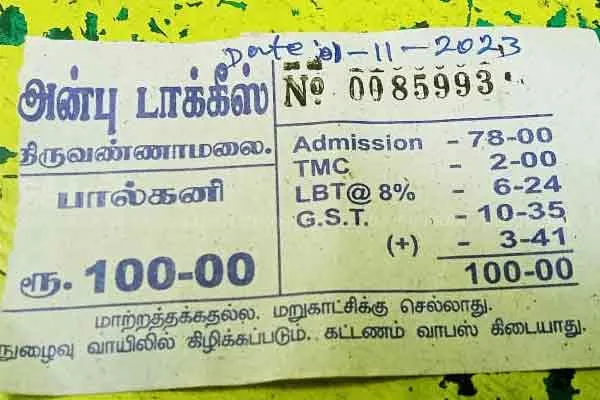 Date 01-11-2023
அன்பு டாக்கீஸ்
திருவண்ணாமலை.
பால்கனி
ரூ. 100-00
Nº 0085993
Admission - 78-00
TMC - 2-00
LBT@ 8% - 6-24
G.S.T. - 10-35
(+) - 3-41
100-00
மாற்றத்தக்கதல்ல. மறுகாட்சிக்கு செல்லாது.
நுழைவு வாயிலில் கிழிக்கப்படும். கட்டணம் வாபஸ் கிடையாது.